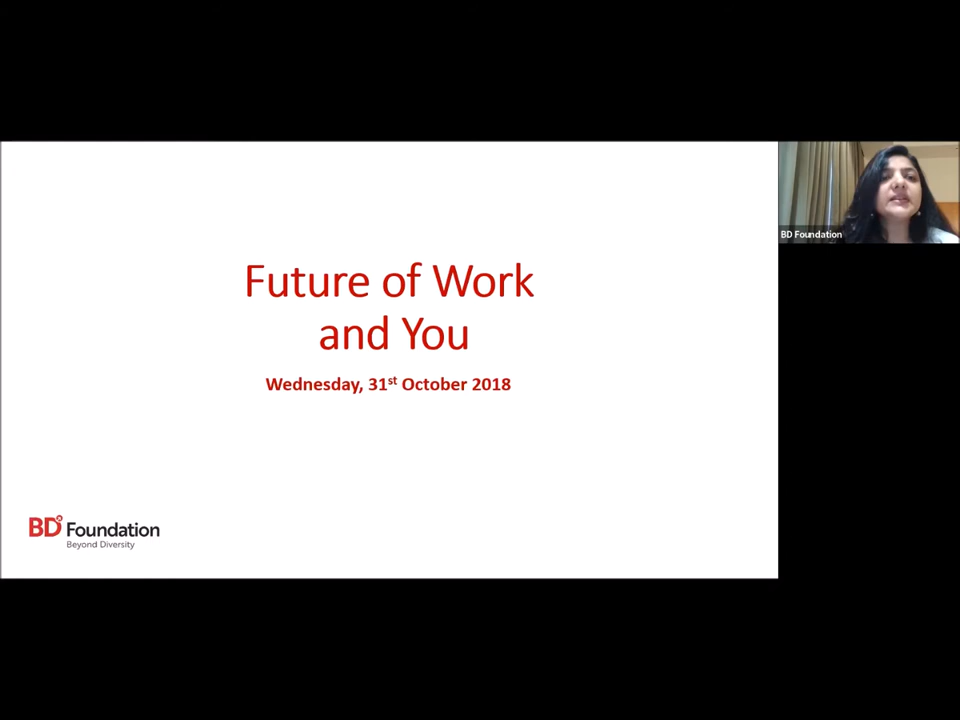 Future of Work
and You
Wednesday, 31st October 2018
BD Foundation
BD Foundation
Beyond Diversity